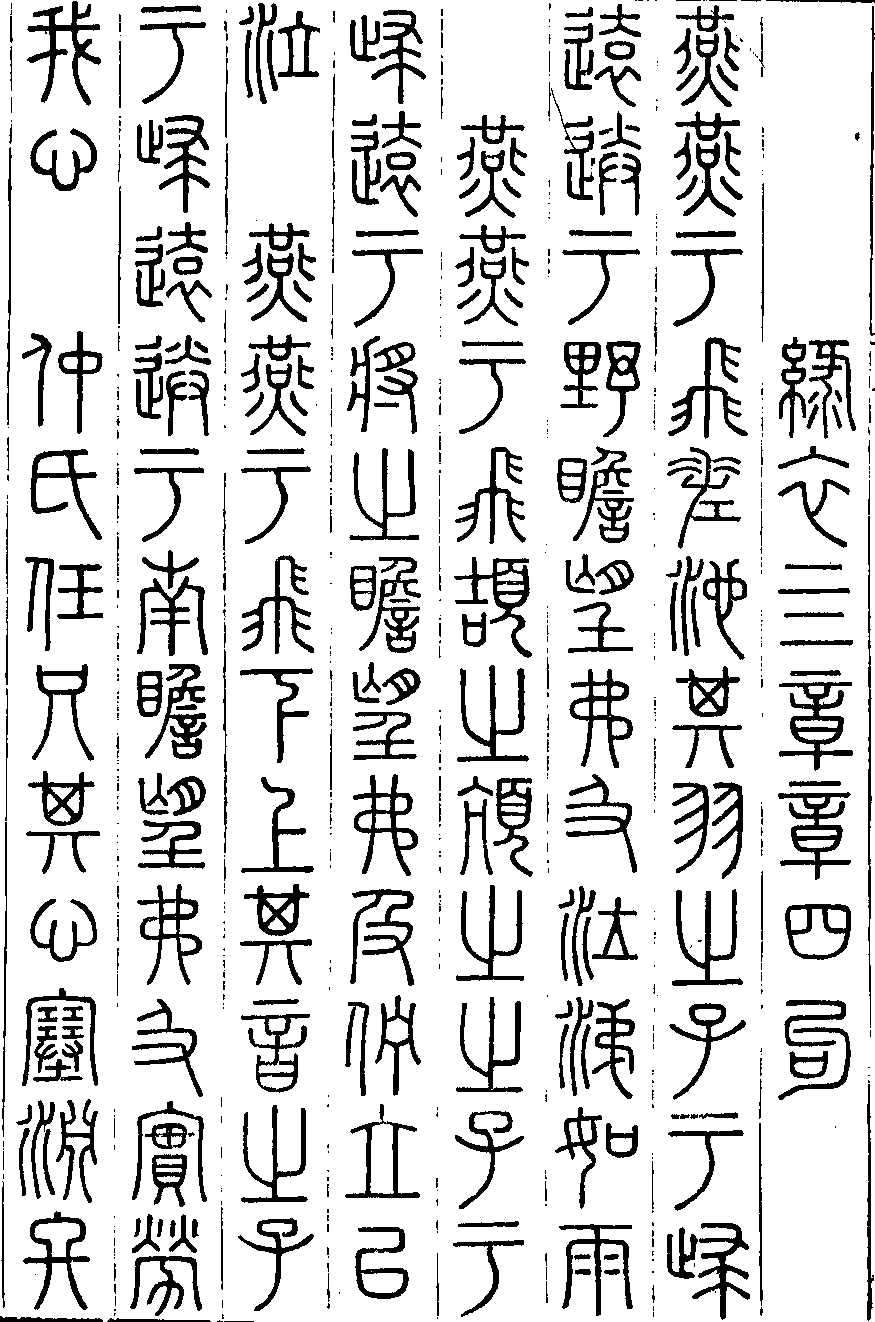 綠衣亖章章四句
燕燕于飛差池其羽之子于歸
遠送于野瞻望弗及泣涕如雨
燕燕于飛頡之頏之之子于
歸遠于將之瞻望弗及佇立以
泣　燕燕于飛下上其音之子
于歸遠送于南瞻望弗及實勞
我心　仲氏任只其心塞淵終